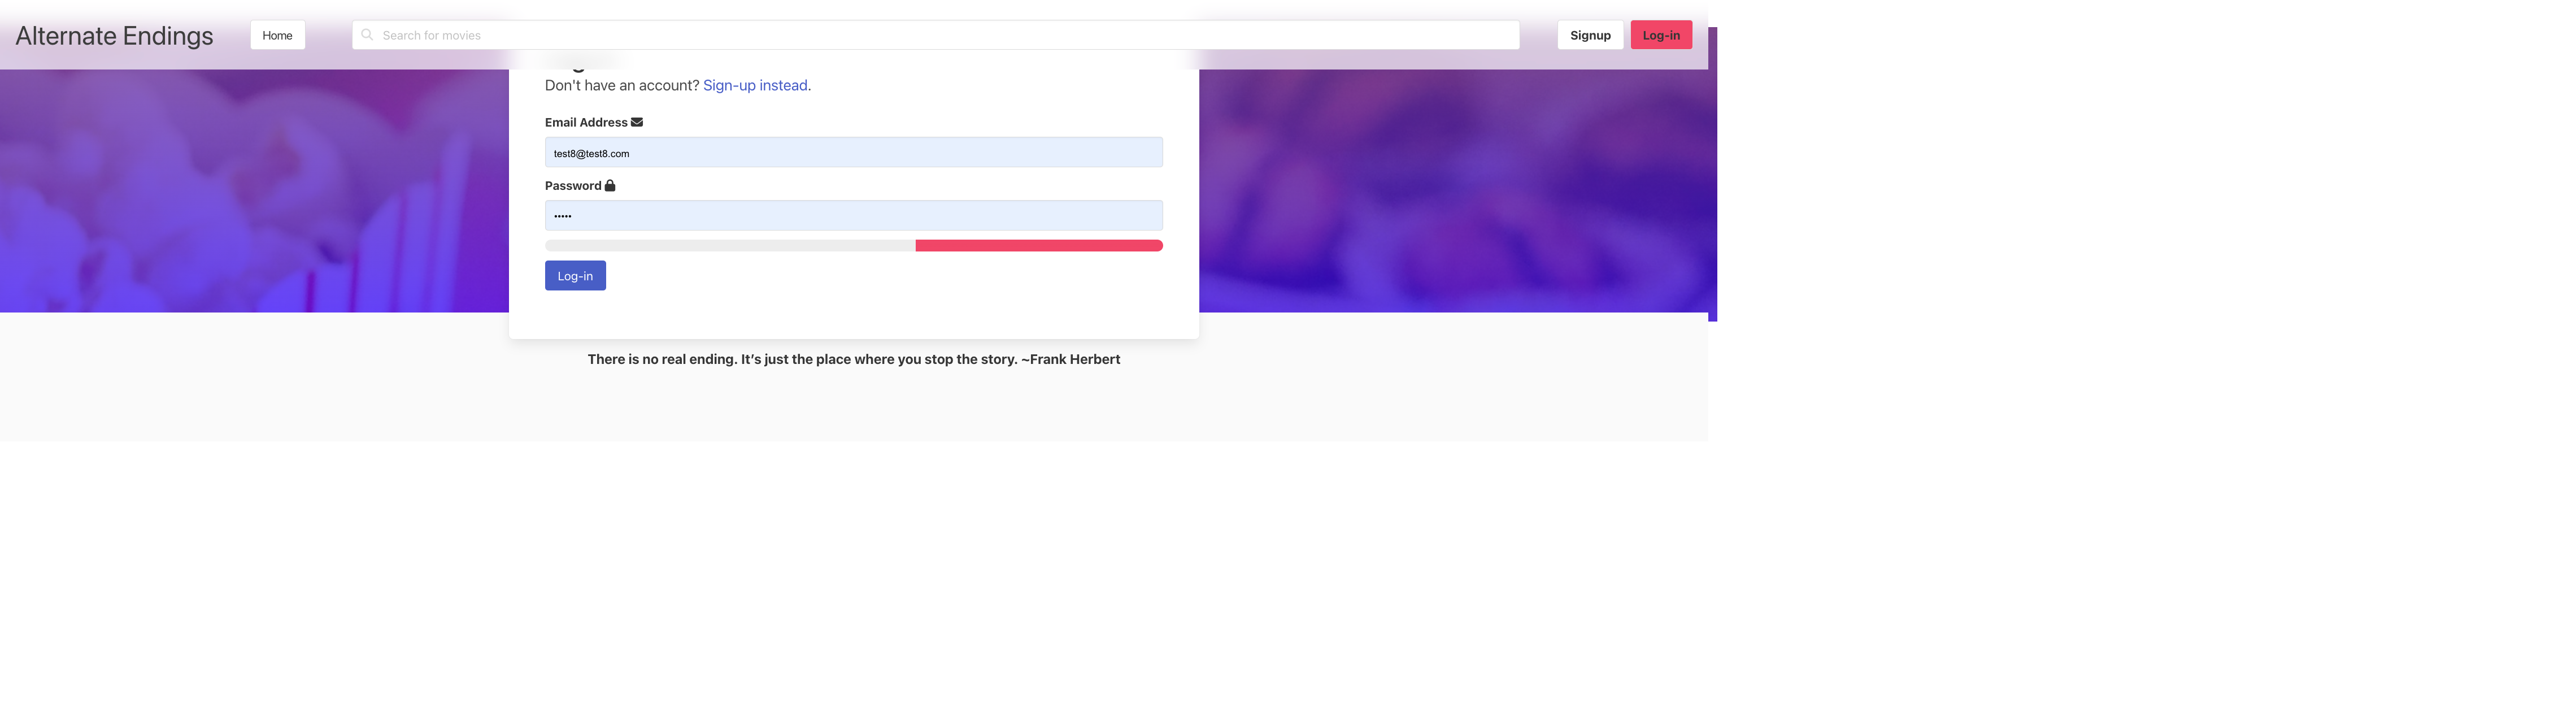 Alternate Endings
Home
Search for movies
Signup
Log-in
Don't have an account? Sign-up instead.
Email Address
test8@test8.com
Password
•••••
Log-in
There is no real ending. It’s just the place where you stop the story. ~Frank Herbert